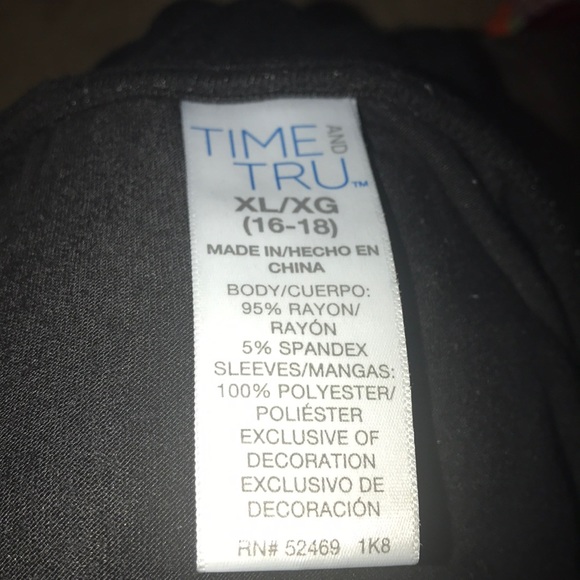 TIME AND
TRU™
XL/XG
(16-18)
MADE IN/HECHO EN
CHINA
BODY/CUERPO:
95% RAYON/
RAYÓN
5% SPANDEX
SLEEVES/MANGAS:
100% POLYESTER/
POLIÉSTER
EXCLUSIVE OF
DECORATION
EXCLUSIVO DE
DECORACIÓN
RN# 52469 1K8